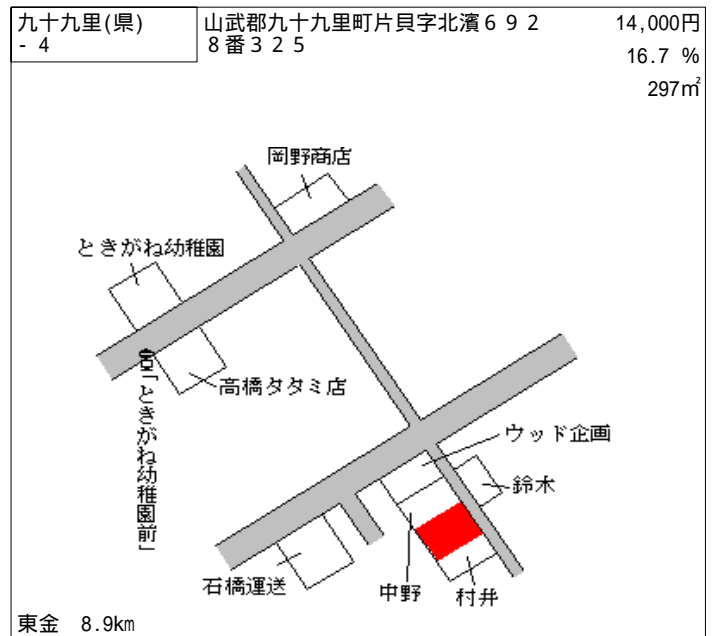 九十九里(県)
- 4
山武郡九十九里町片貝字北濱６９２
８番３２５
14,000円
16.7 %
297㎡
岡野商店
ときがね幼稚園
高橋タタミ店
「ときがね幼稚園前」
ウッド企画
鈴木
石橋運送
中野
村井
東金 8.9km